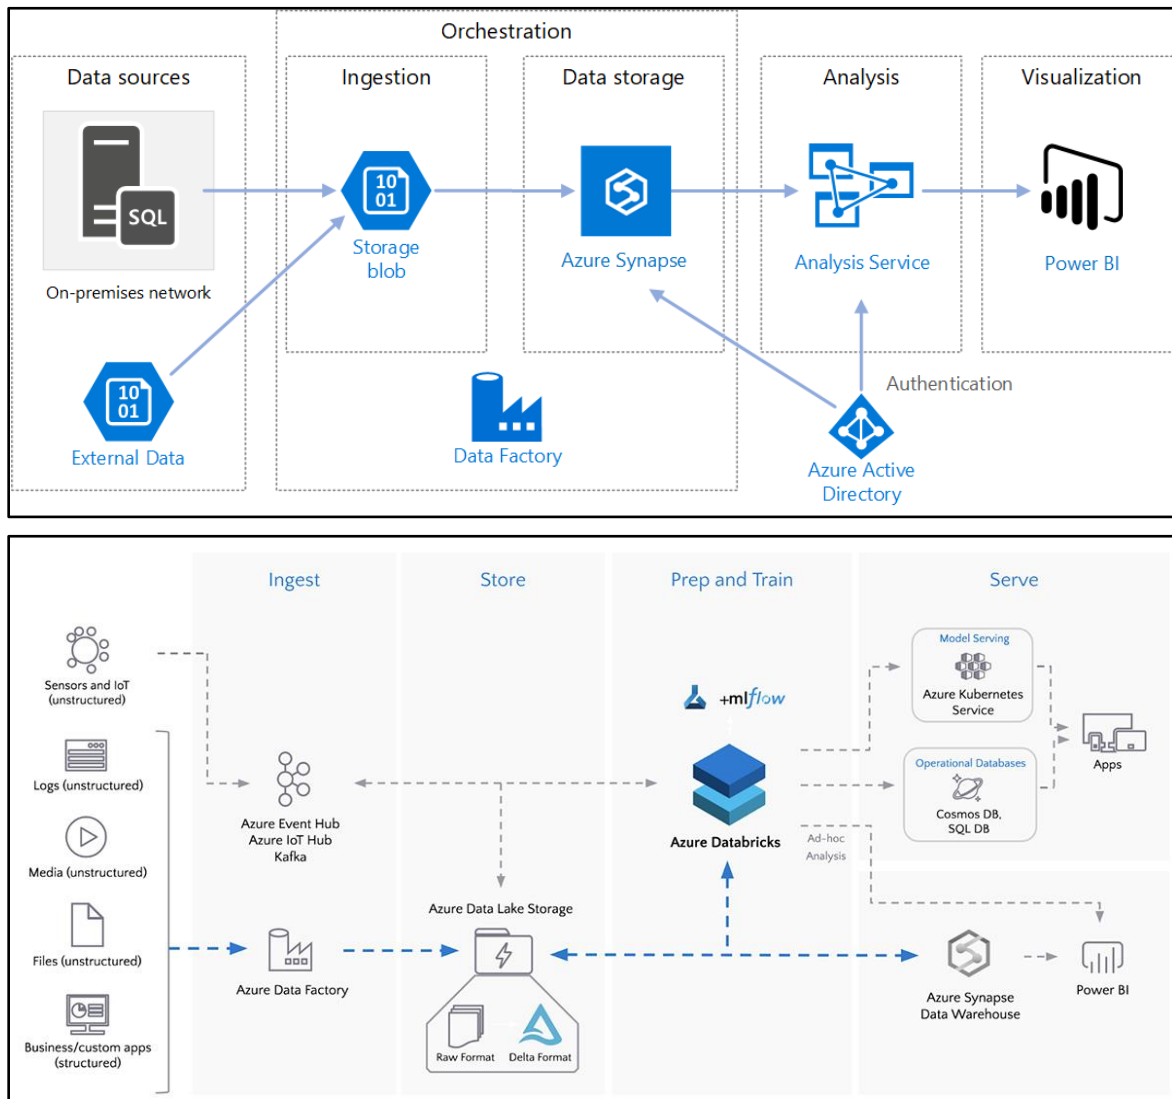 Orchestration
Data sources
Ingestion
Data storage
Analysis
Visualization
10
01
SQL
Storage
blob
Azure Synapse
Analysis Service
Power BI
On-premises network
10
01
External Data
Data Factory
Authentication
Azure Active
Directory
Ingest
Store
Prep and Train
Serve
Sensors and IoT
(unstructured)
Logs (unstructured)
Media (unstructured)
Files (unstructured)
Business/custom apps
(structured)
Azure Event Hub
Azure IoT Hub
Kafka
Azure Data Factory
Azure Data Lake Storage
Raw Format
Delta Format
+mlflow
Azure Databricks
Ad-hoc
Analysis
Model Serving
Azure Kubernetes
Service
Operational Databases
Cosmos DB,
SQL DB
Apps
Azure Synapse
Data Warehouse
Power BI